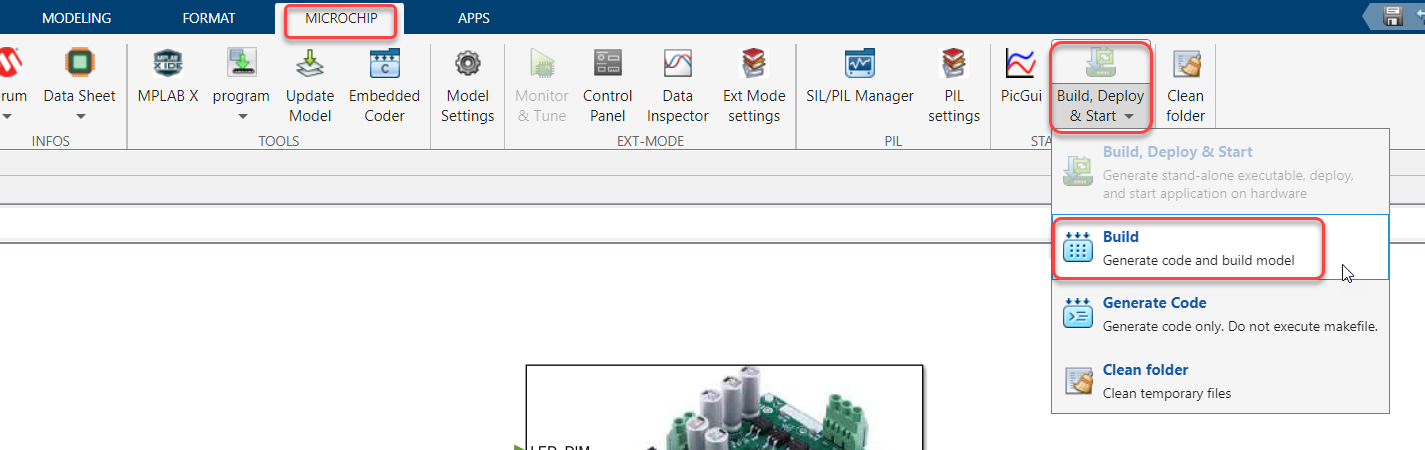 MODELING FORMAT MICROCHIP APPS
MPLAB
X IDE
C
rum Data Sheet MPLAB X program Update Model Embedded Coder Model Settings Monitor & Tune Control Panel Data Inspector Ext Mode settings SIL/PIL Manager PIL settings PicGui Build, Deploy & Start Clean folder
INFOS TOOLS EXT-MODE PIL STA
Build, Deploy & Start
Generate stand-alone executable, deploy,
and start application on hardware
Build
Generate code and build model
Generate Code
Generate code only. Do not execute makefile.
Clean folder
Clean temporary files